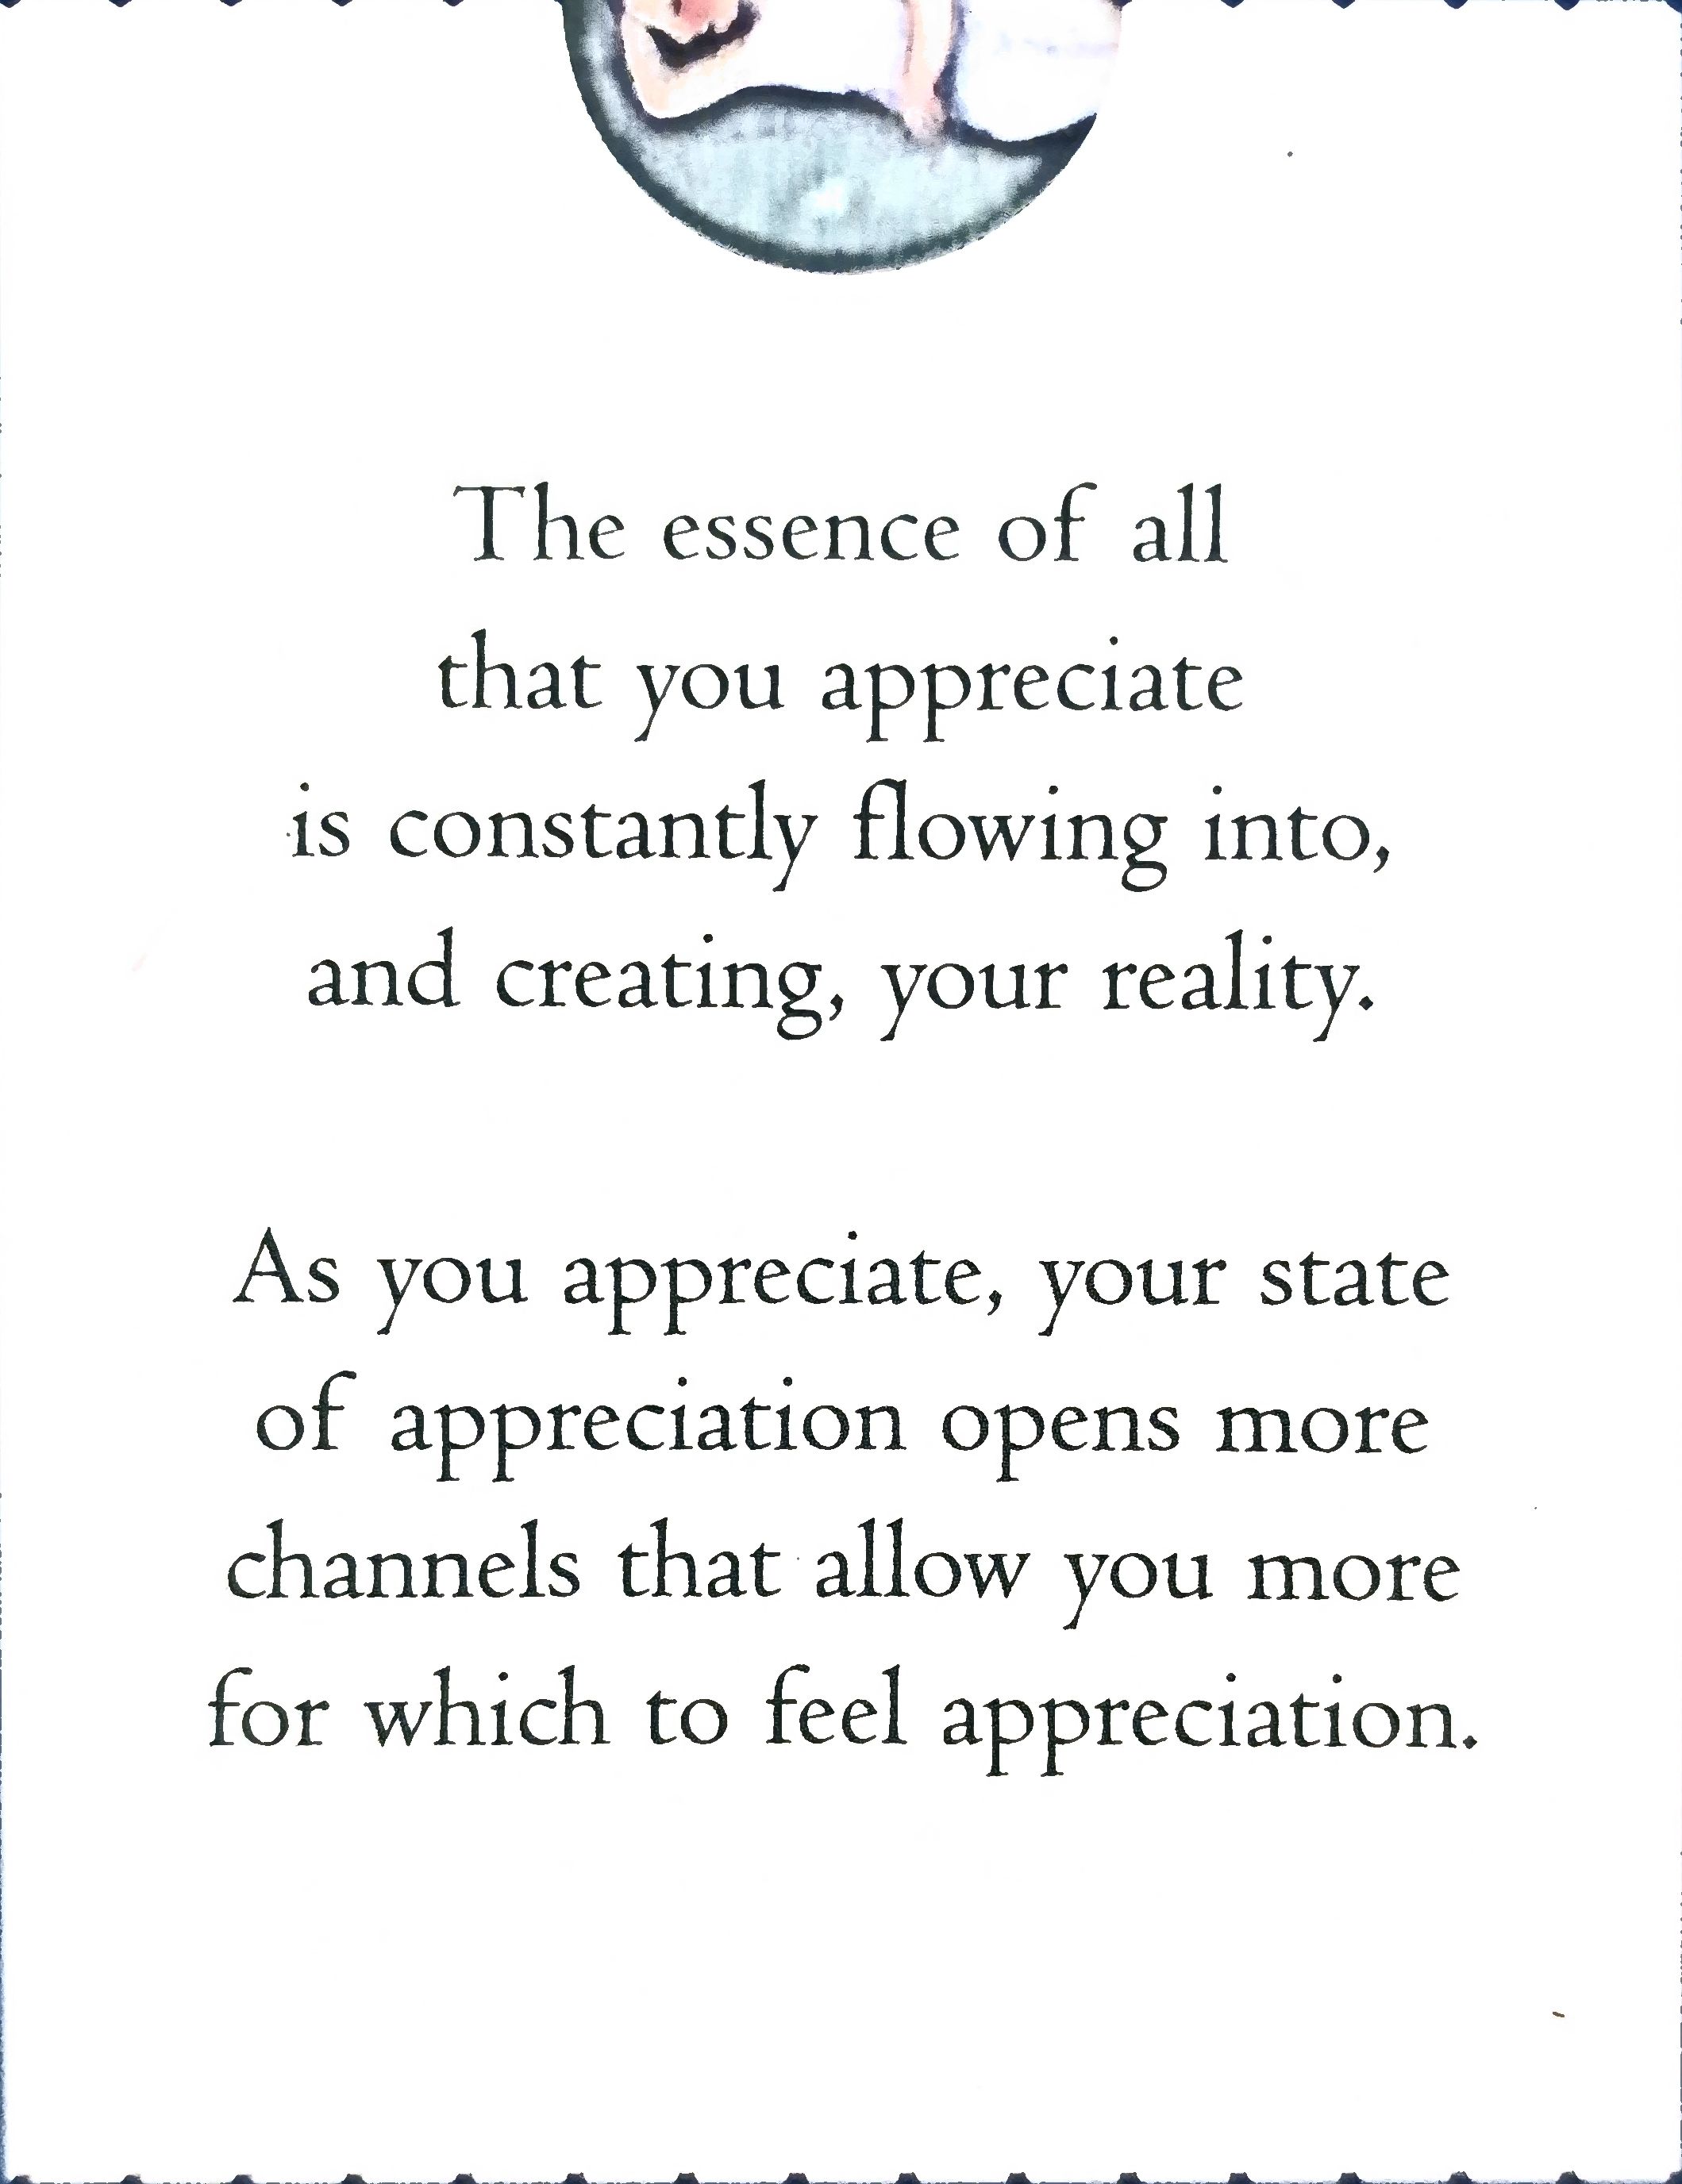 The essence of all
that you appreciate
is constantly flowing into,
and creating, your reality.
As you appreciate, your state
of appreciation opens more
channels that allow you more
for which to feel appreciation.